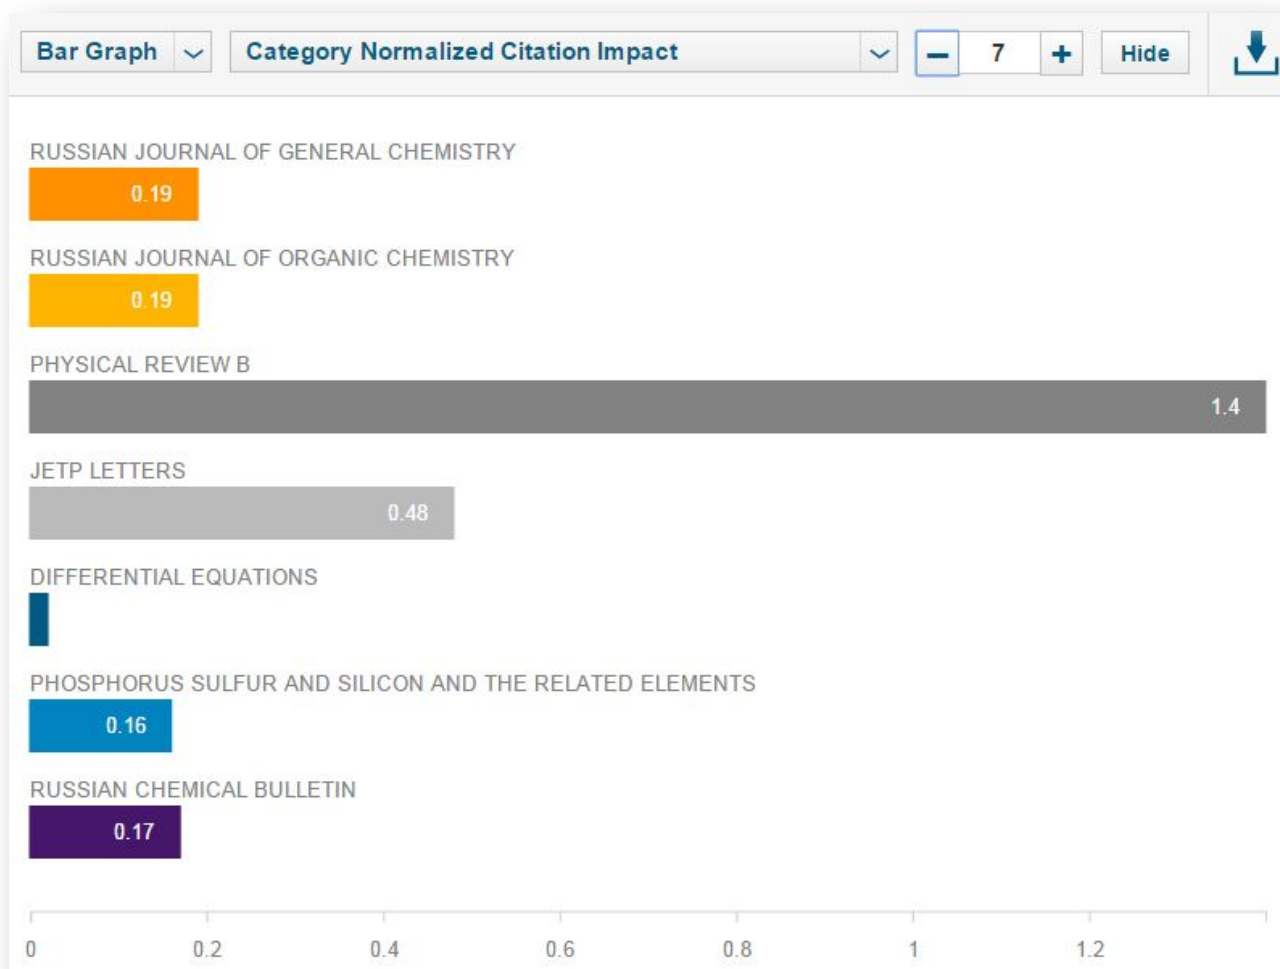 Bar Graph Category Normalized Citation Impact 7 Hide
RUSSIAN JOURNAL OF GENERAL CHEMISTRY
0.19
RUSSIAN JOURNAL OF ORGANIC CHEMISTRY
0.19
PHYSICAL REVIEW B
1.4
JETP LETTERS
0.48
DIFFERENTIAL EQUATIONS
PHOSPHORUS SULFUR AND SILICON AND THE RELATED ELEMENTS
0.16
RUSSIAN CHEMICAL BULLETIN
0.17
0 0.2 0.4 0.6 0.8 1 1.2